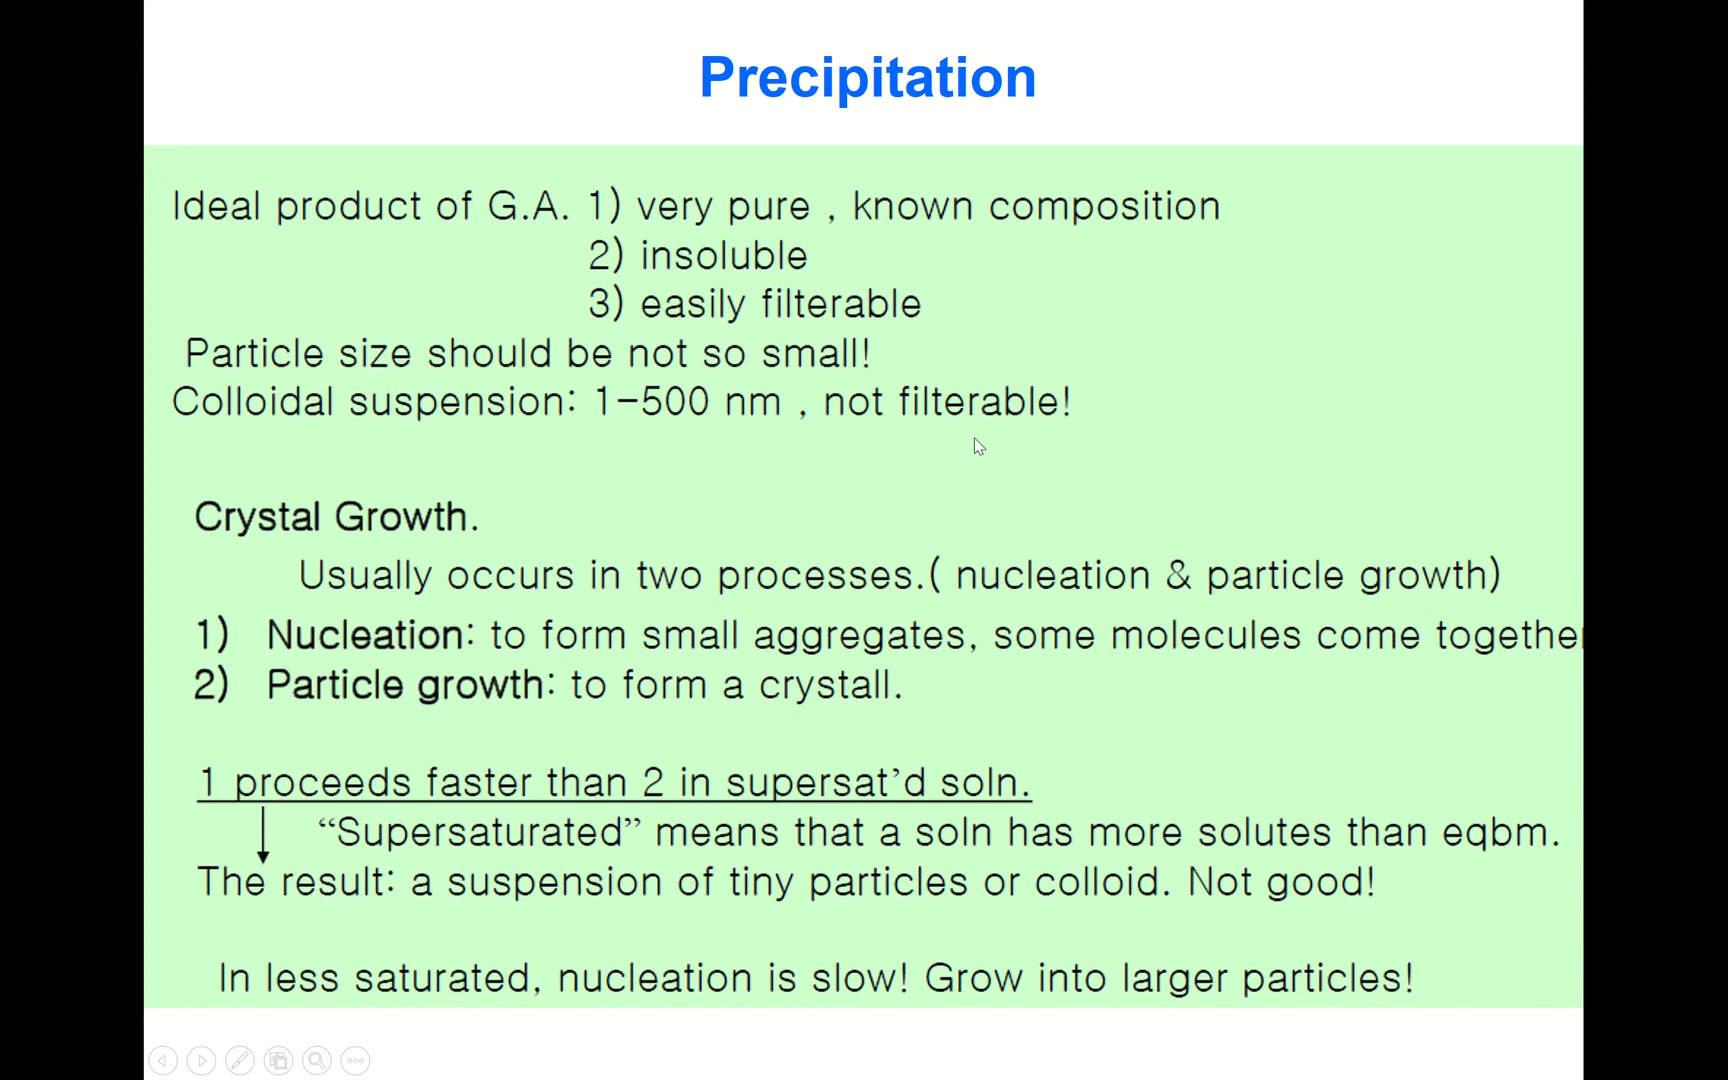 Precipitation
Ideal product of G.A. 1) very pure , known composition
2) insoluble
3) easily filterable
Particle size should be not so small!
Colloidal suspension: 1-500 nm , not filterable!
Crystal Growth.
Usually occurs in two processes.( nucleation & particle growth)
1) Nucleation: to form small aggregates, some molecules come together
2) Particle growth: to form a crystall.
1 proceeds faster than 2 in supersat’d soln.
“Supersaturated” means that a soln has more solutes than eqbm.
The result: a suspension of tiny particles or colloid. Not good!
In less saturated, nucleation is slow! Grow into larger particles!